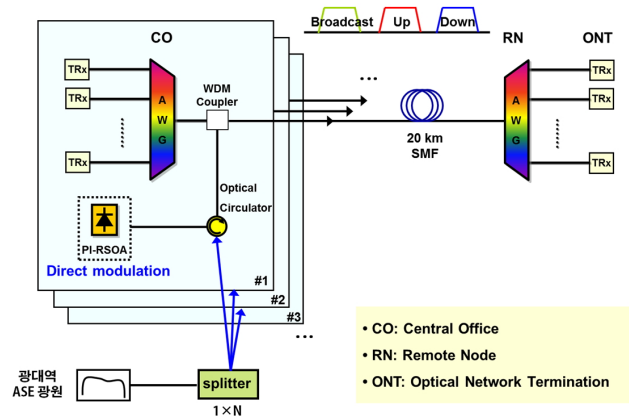 Broadcast Up Down
CO
RN
ONT
TRx
TRx
TRx
A
W
G
WDM
Coupler
...
20 km
SMF
A
W
G
TRx
TRx
TRx
Optical
Circulator
PI-RSOA
Direct modulation
#1
#2
#3
...
• CO: Central Office
• RN: Remote Node
• ONT: Optical Network Termination
광대역
ASE 광원
splitter
1×N